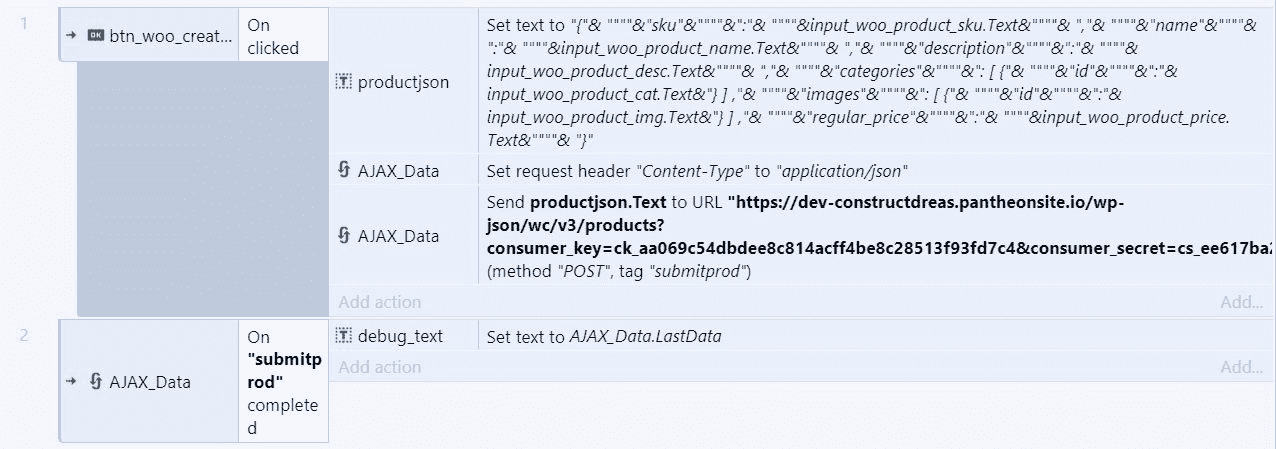 1
btn_woo_creat...
On
clicked
productjson
Set text to "{"& """"&"sku"&""""&":"& """"&input_woo_product_sku.Text&""""& ","& """"&"name"&""""&
":"& """"&input_woo_product_name.Text&""""& ","& """"&"description"&""""&":"& """"&
input_woo_product_desc.Text&""""& ","& """"&"categories"&""""&": [ {"& """"&"id"&""""&":"&
input_woo_product_cat.Text&"} ] ,"& """"&"images"&""""&": [ {"& """"&"id"&""""&":"&
input_woo_product_img.Text&"} ] ,"& """"&"regular_price"&""""&":"& """"&input_woo_product_price.
Text&""""& "}"
AJAX_Data
Set request header "Content-Type" to "application/json"
AJAX_Data
Send productjson.Text to URL "https://dev-constructdreas.pantheonsite.io/wp-
json/wc/v3/products?
consumer_key=ck_aa069c54dbdee8c814acff4be8c28513f93fd7c4&consumer_secret=cs_ee617ba
(method "POST", tag "submitprod")
Add action
Add...
2
AJAX_Data
On
"submitp
rod"
complete
d
debug_text
Set text to AJAX_Data.LastData
Add action
Add...